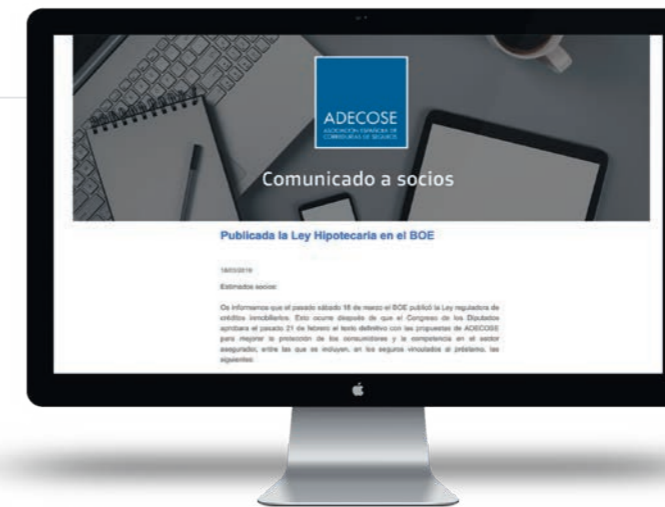 ADECOSE
ASOCIACIÓN ESPAÑOLA DE
CORREDURÍAS DE SEGUROS
Comunicado a socios
Publicada la Ley Hipotecaria en el BOE
Estimados socios:
Os informamos que el pasado sábado 16 de marzo el BOE publicó la Ley reguladora de
créditos inmobiliarios. Esto ocurre después de que el Congreso de los Diputados
aprobara el pasado 21 de febrero el texto definitivo con las propuestas de ADECOSE
para mejorar la protección de los consumidores y la competencia en el sector
asegurador, entre las que se incluyen, en los seguros vinculados al préstamo, las
siguientes: